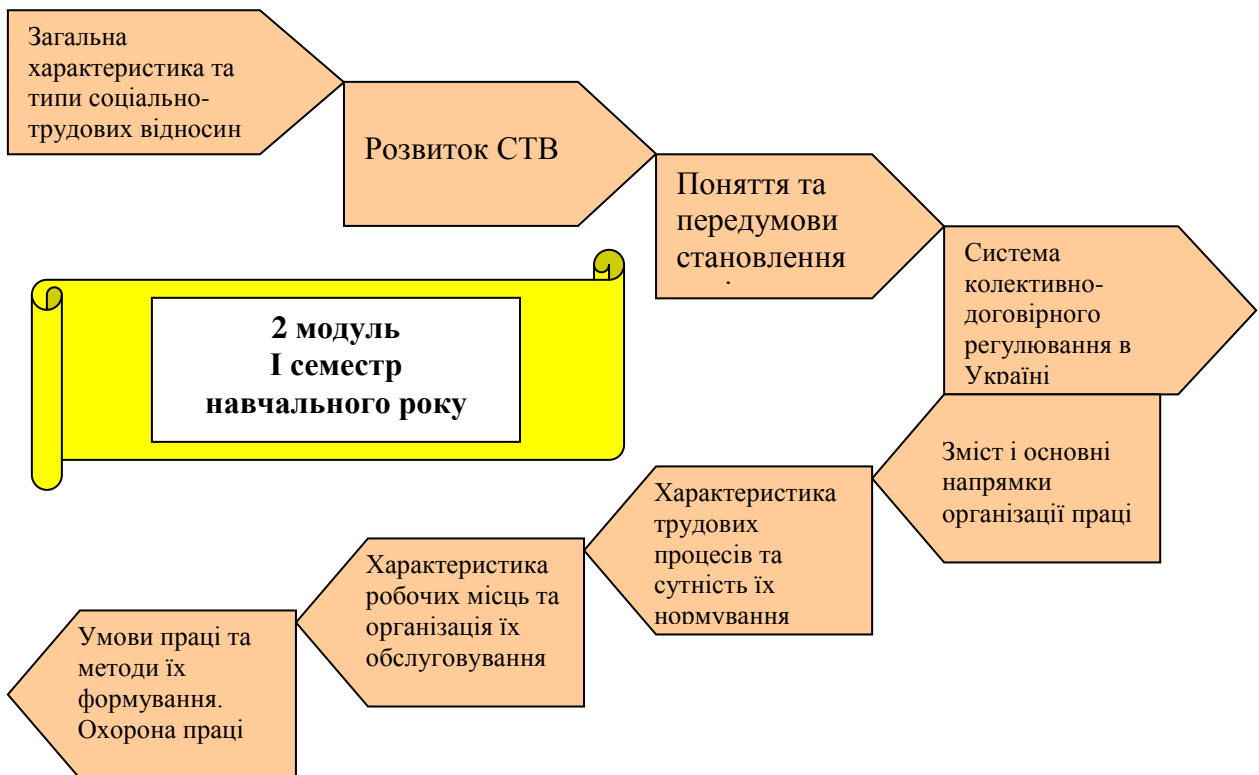 Загальна
характеристика та
типи соціально-
трудових відносин
Розвиток СТВ
Поняття та
передумови
становлення
Система
колективно-
договірного
регулювання в
Україні
2 модуль
І семестр
навчального року
Зміст і основні
напрямки
організації праці
Характеристика
трудових
процесів та
сутність їх
нормування
Характеристика
робочих місць та
організація їх
обслуговування
Умови праці та
методи їх
формування.
Охорона праці